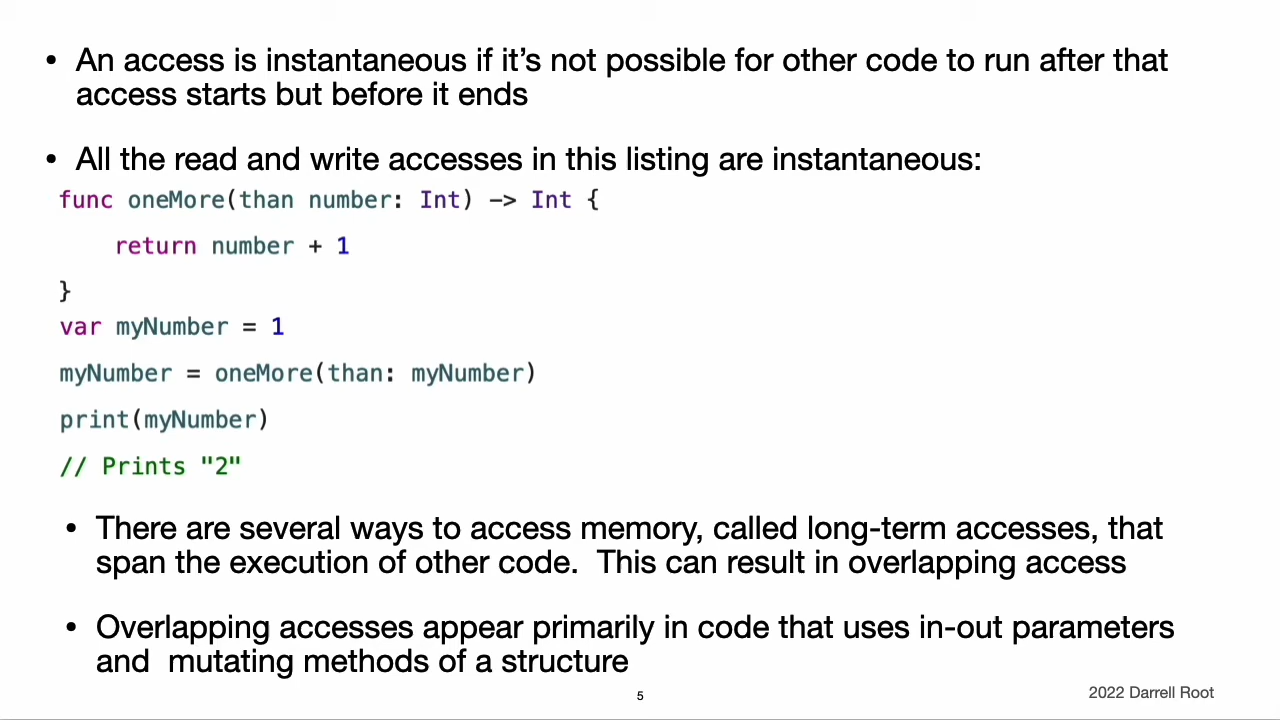 • An access is instantaneous if it’s not possible for other code to run after that
access starts but before it ends
• All the read and write accesses in this listing are instantaneous:
func oneMore(than number: Int) -> Int {
    return number + 1
}
var myNumber = 1
myNumber = oneMore(than: myNumber)
print(myNumber)
// Prints "2"
• There are several ways to access memory, called long-term accesses, that
span the execution of other code.  This can result in overlapping access
• Overlapping accesses appear primarily in code that uses in-out parameters
and  mutating methods of a structure
5
2022 Darrell Root